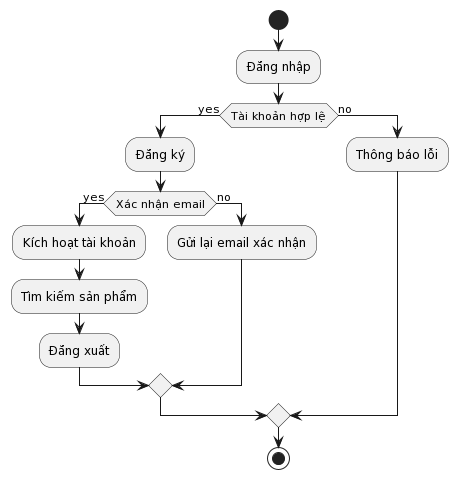 Đăng nhập
yes
Tài khoản hợp lệ
no
Đăng ký
Thông báo lỗi
yes
Xác nhận email
no
Kích hoạt tài khoản
Gửi lại email xác nhận
Tìm kiếm sản phẩm
Đăng xuất